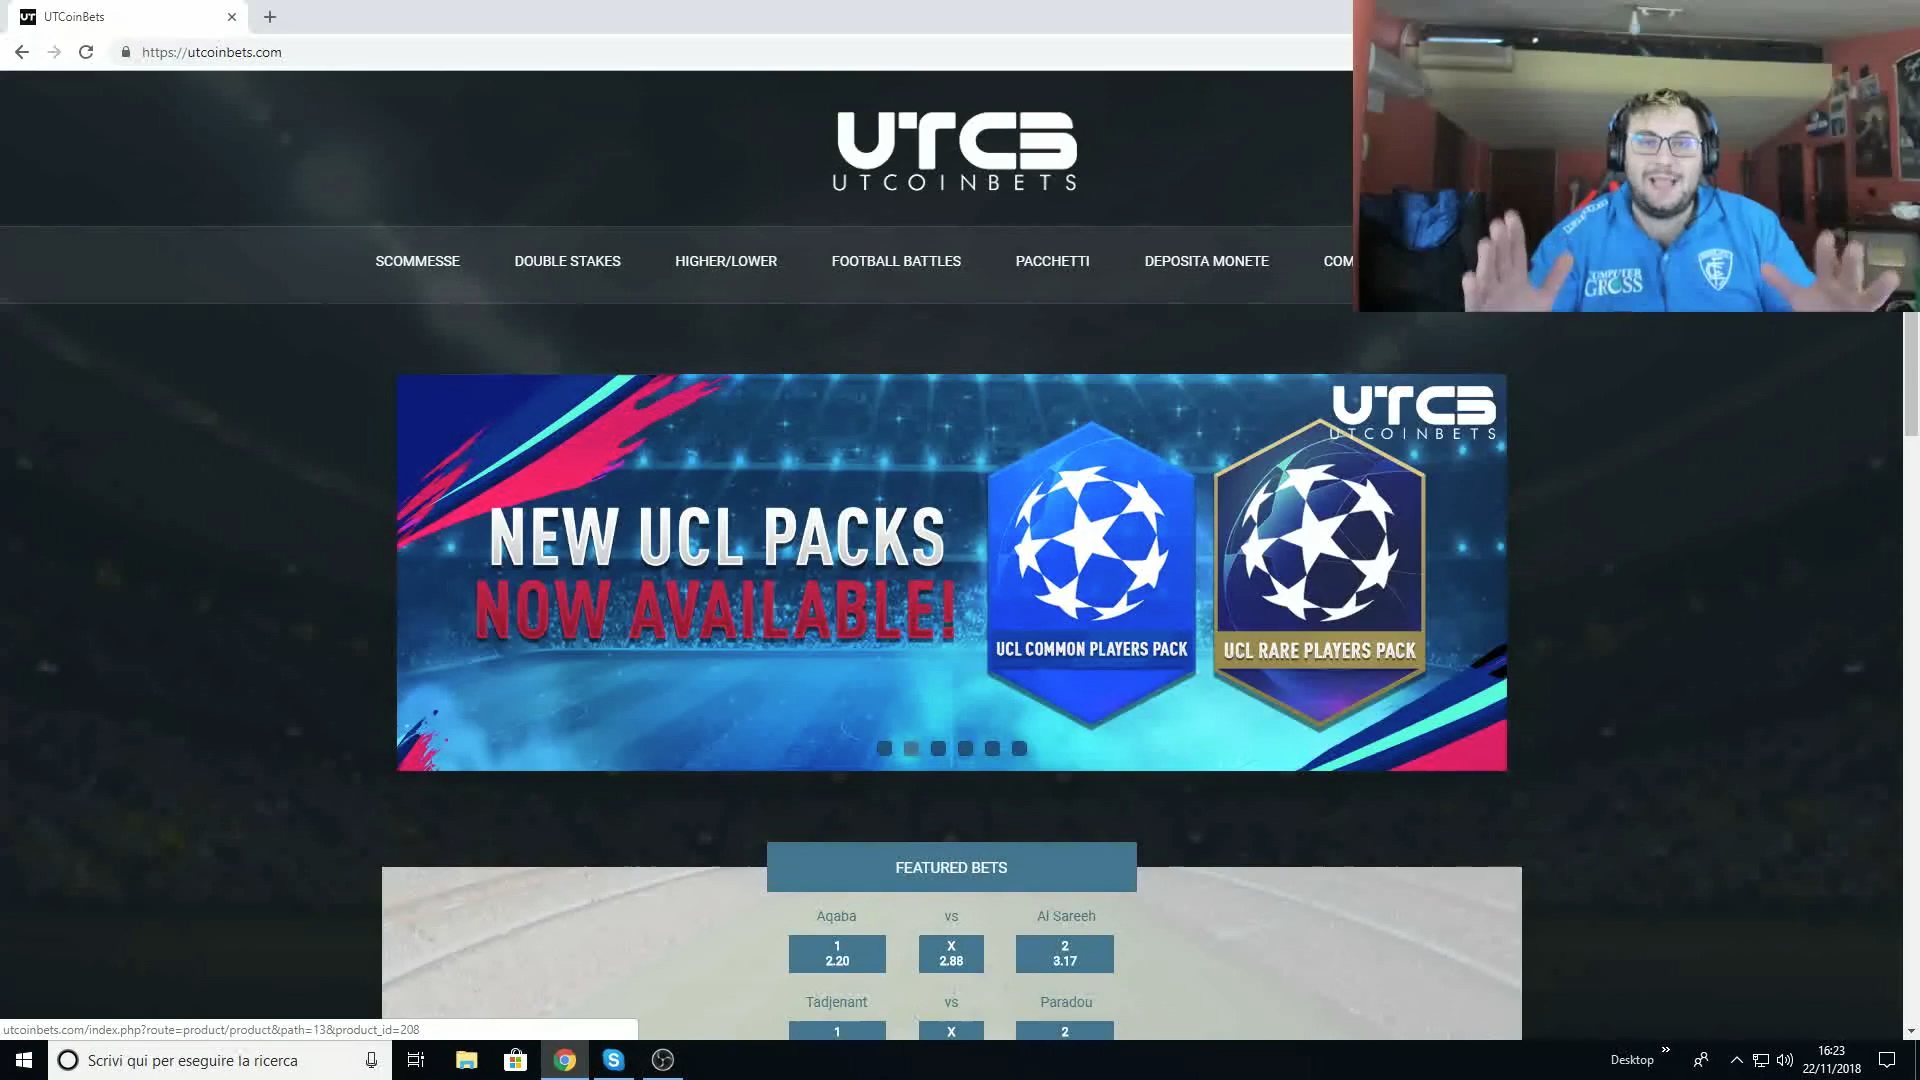 UTCoinBets
https://utcoinbets.com
UTCB
UTCOINBETS
SCOMMESSE DOUBLE STAKES HIGHER/LOWER FOOTBALL BATTLES PACCHETTI DEPOSITA MONETE COM
COMPUTER
GROSS
UTCB
UTCOINBETS
NEW UCL PACKS
NOW AVAILABLE!
UCL COMMON PLAYERS PACK
UCL RARE PLAYERS PACK
FEATURED BETS
Aqaba vs Al Sareeh
1 X 2
2.20 2.88 3.17
Tadjenant vs Paradou
1 X 2
utcoinbets.com/index.php?route=product/product&path=13&product_id=208
Scrivi qui per eseguire la ricerca
Desktop
16:23
22/11/2018